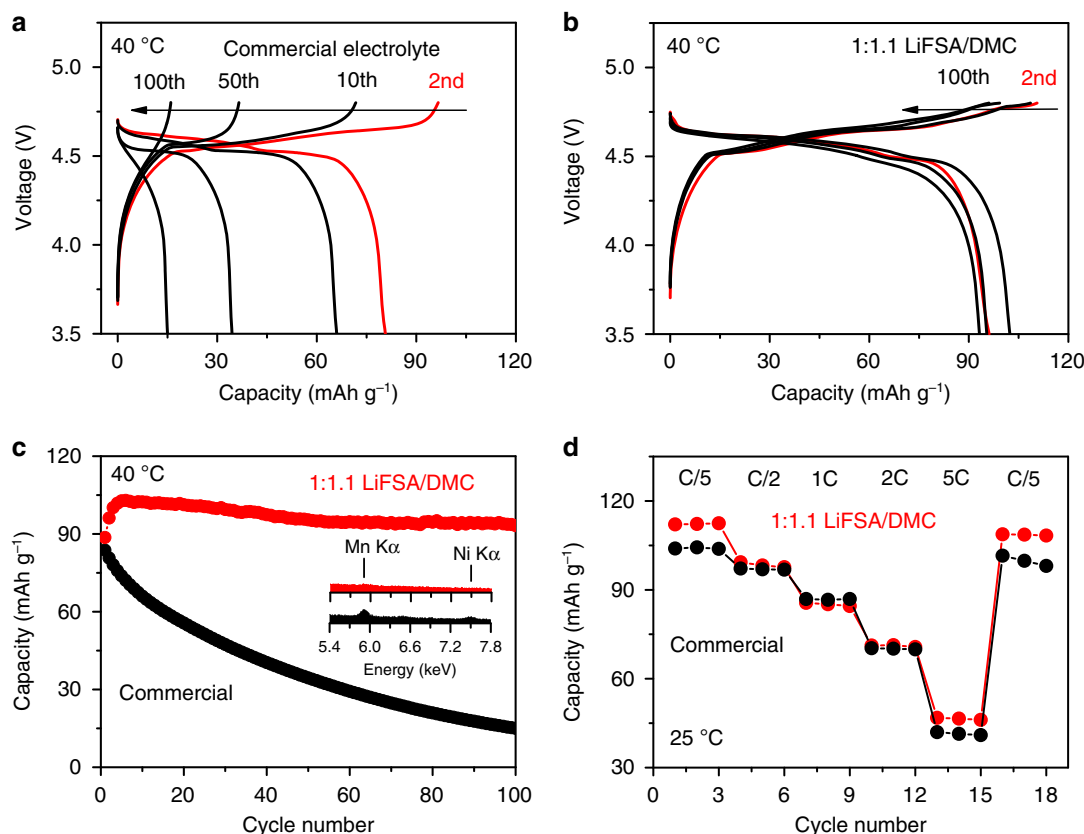 a
40 °C
Commercial electrolyte
100th
50th
10th
2nd
5.0
4.5
4.0
3.5
Voltage (V)
0
30
60
90
120
Capacity (mAh g⁻¹)
b
40 °C
1:1.1 LiFSA/DMC
100th
2nd
5.0
4.5
4.0
3.5
Voltage (V)
0
30
60
90
120
Capacity (mAh g⁻¹)
c
40 °C
1:1.1 LiFSA/DMC
Mn Kα
Ni Kα
5.4
6.0
6.6
7.2
7.8
Energy (keV)
Commercial
120
90
60
30
0
Capacity (mAh g⁻¹)
0
20
40
60
80
100
Cycle number
d
C/5
C/2
1C
2C
5C
C/5
1:1.1 LiFSA/DMC
Commercial
25 °C
120
90
60
30
Capacity (mAh g⁻¹)
0
3
6
9
12
15
18
Cycle number